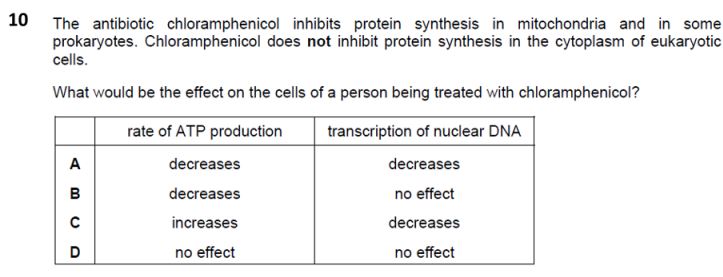 10 The antibiotic chloramphenicol inhibits protein synthesis in mitochondria and in some
prokaryotes. Chloramphenicol does not inhibit protein synthesis in the cytoplasm of eukaryotic
cells.
What would be the effect on the cells of a person being treated with chloramphenicol?
rate of ATP production transcription of nuclear DNA
A decreases decreases
B decreases no effect
C increases decreases
D no effect no effect